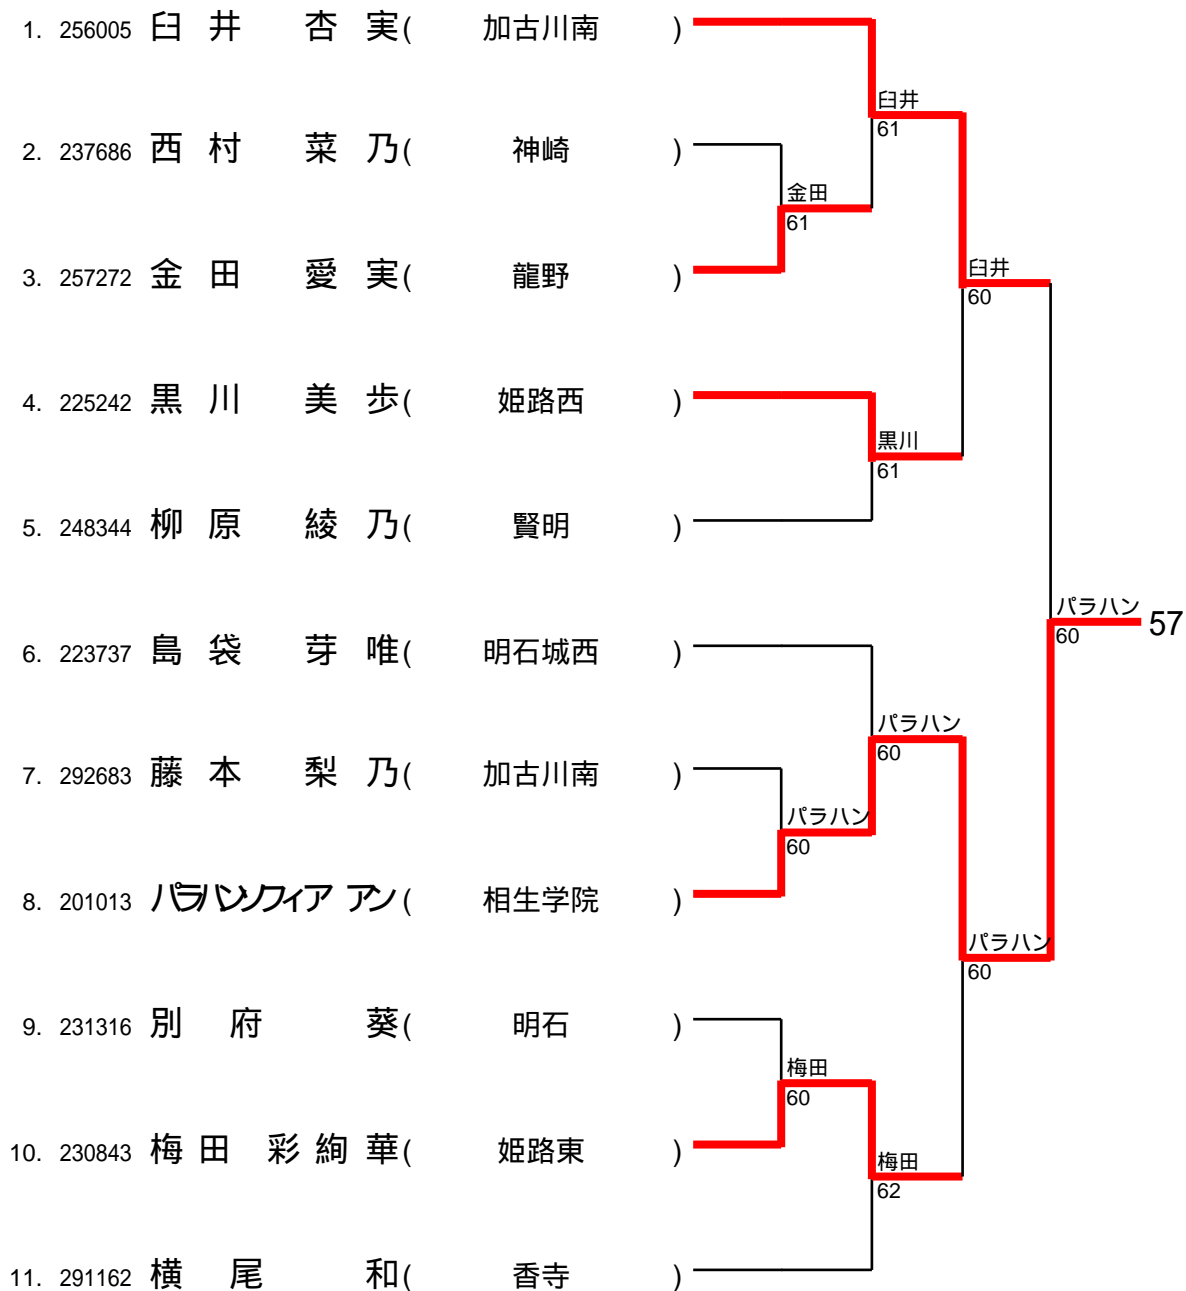 1. 256005 臼 井 杏 実( 加古川南 )
臼井
61
2. 237686 西 村 菜 乃( 神崎 )
金田
61
3. 257272 金 田 愛 実( 龍野 )
臼井
60
4. 225242 黒 川 美 歩( 姫路西 )
黒川
61
5. 248344 柳 原 綾 乃( 賢明 )
パラハン 57
60
6. 223737 島 袋 芽 唯( 明石城西 )
パラハン
60
7. 292683 藤 本 梨 乃( 加古川南 )
パラハン
60
8. 201013 パラハンソフィア アン( 相生学院 )
パラハン
60
9. 231316 別 府 葵( 明石 )
梅田
60
10. 230843 梅 田 彩 絢 華( 姫路東 )
梅田
62
11. 291162 横 尾 和( 香寺 )